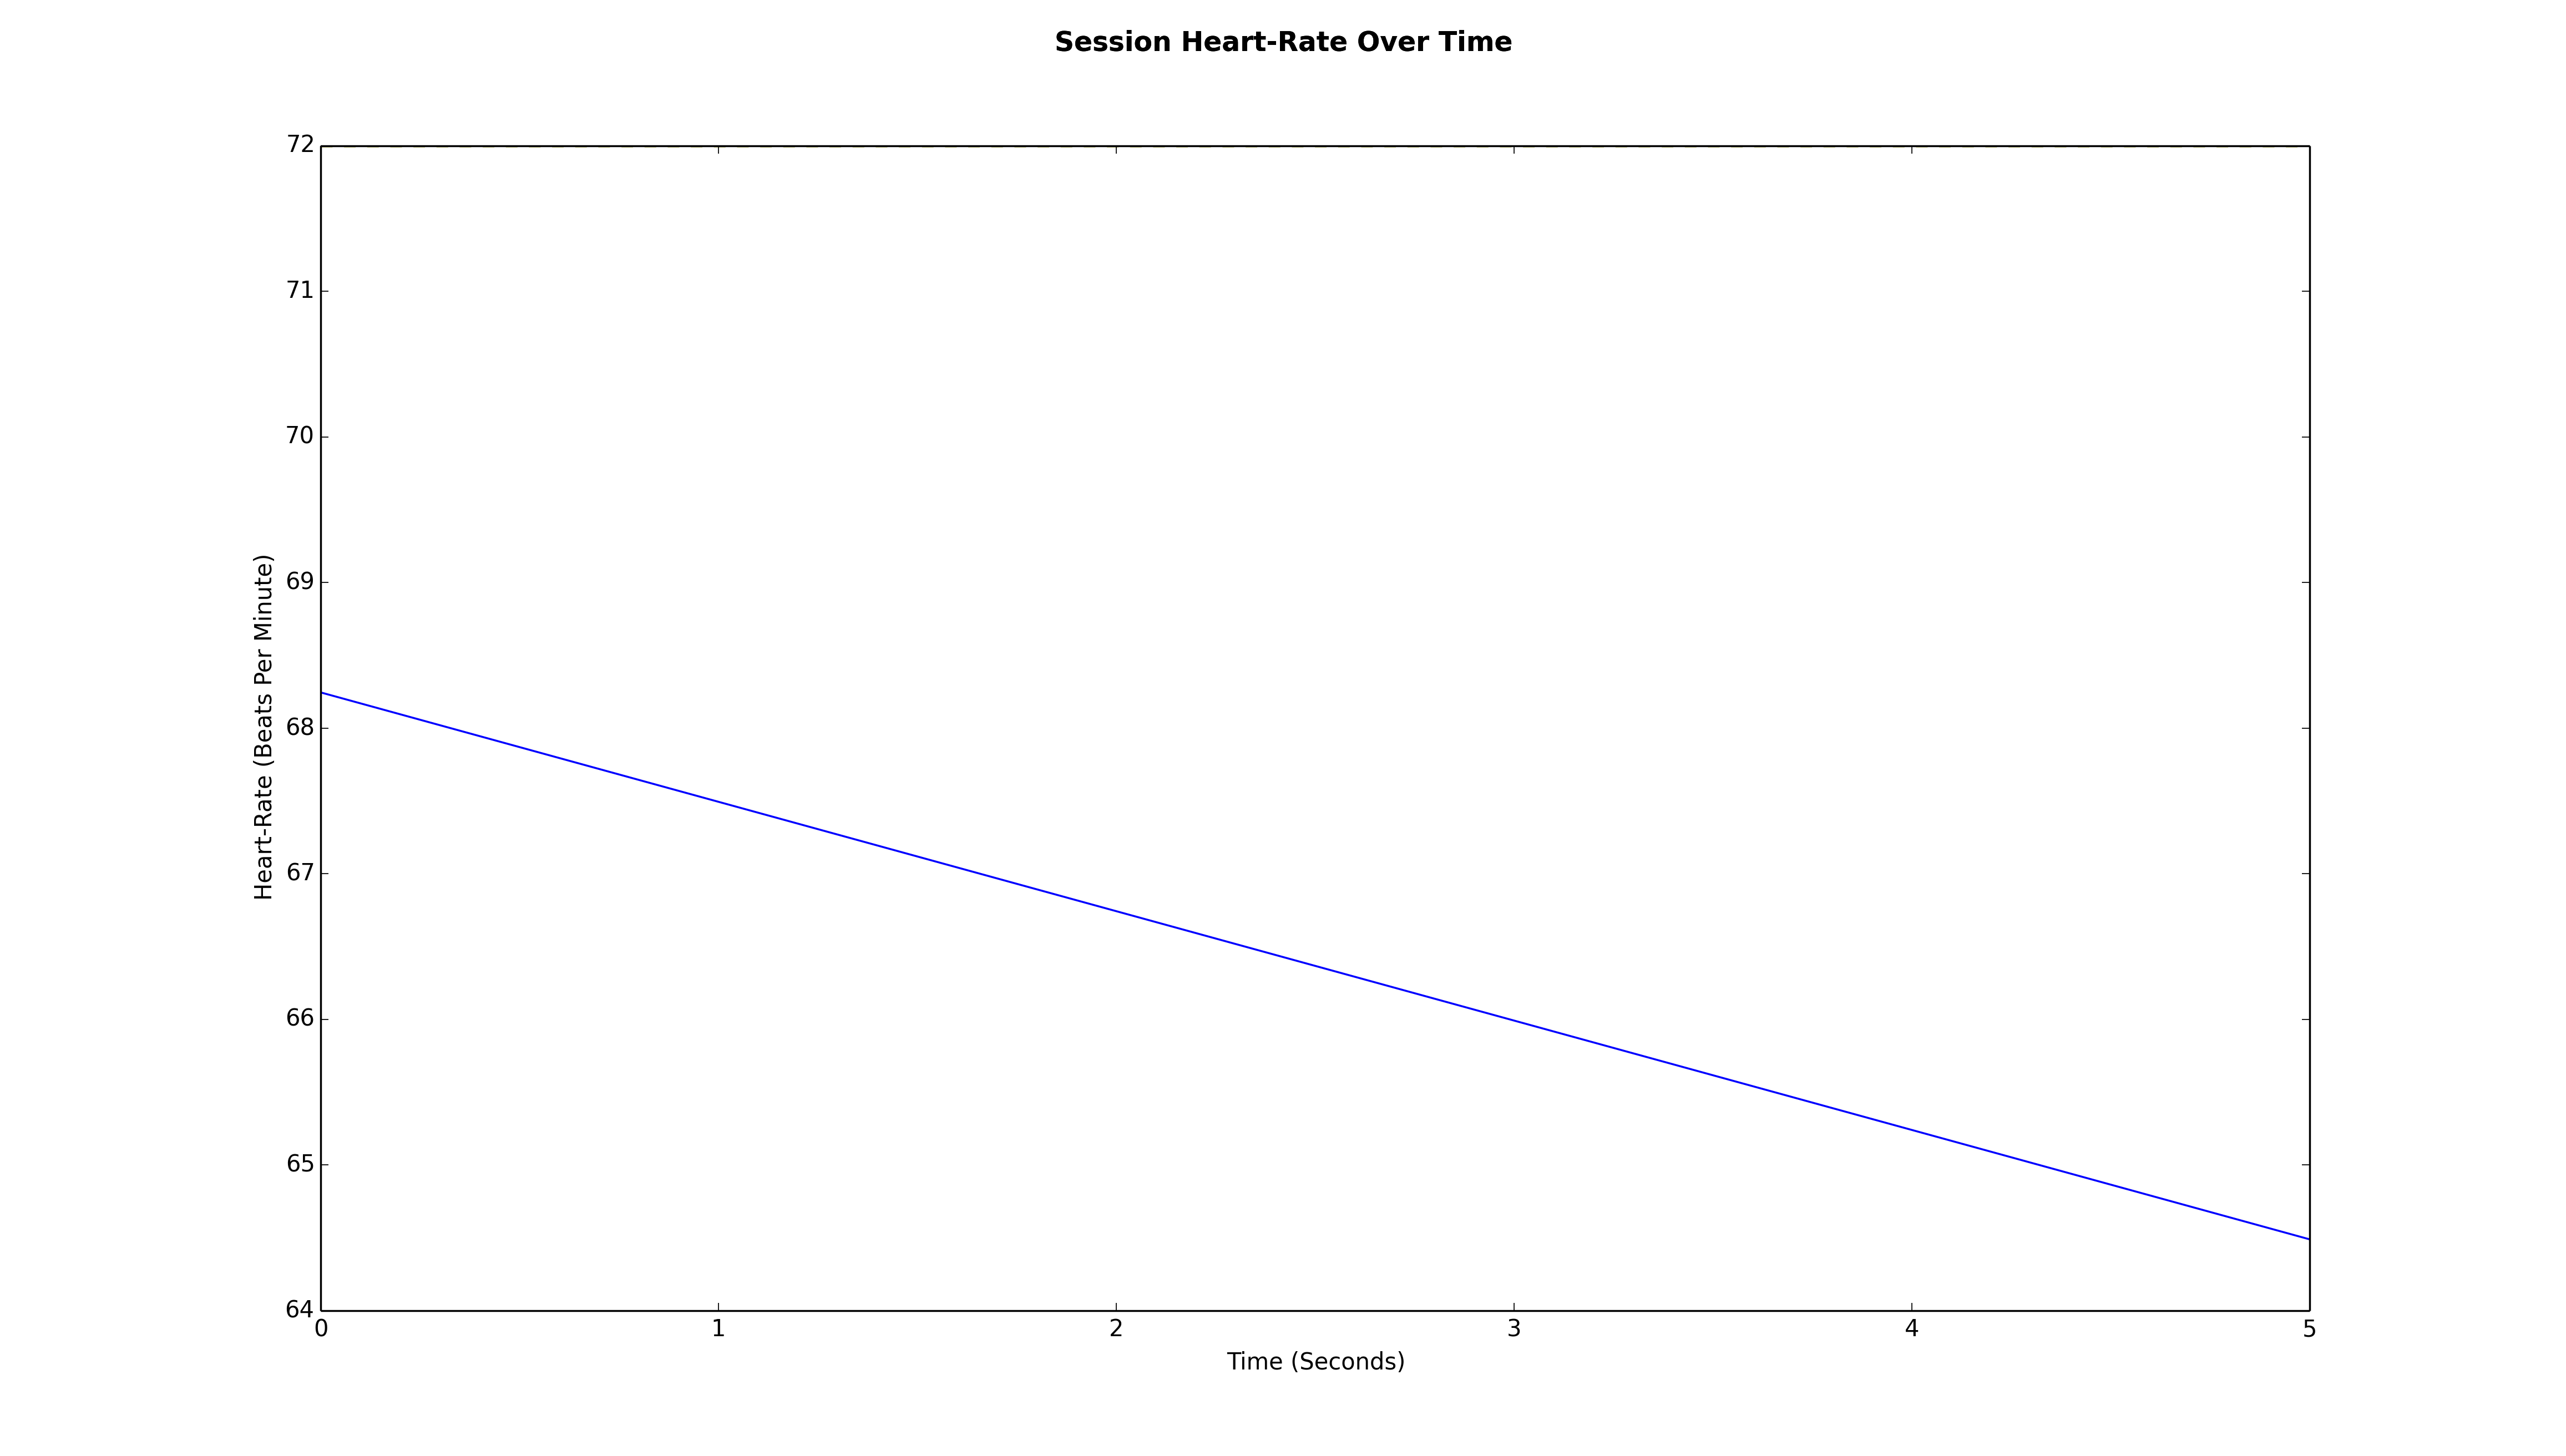 Session Heart-Rate Over Time
72
71
70
69
68
67
66
65
64
Heart-Rate (Beats Per Minute)
0 1 2 3 4 5
Time (Seconds)